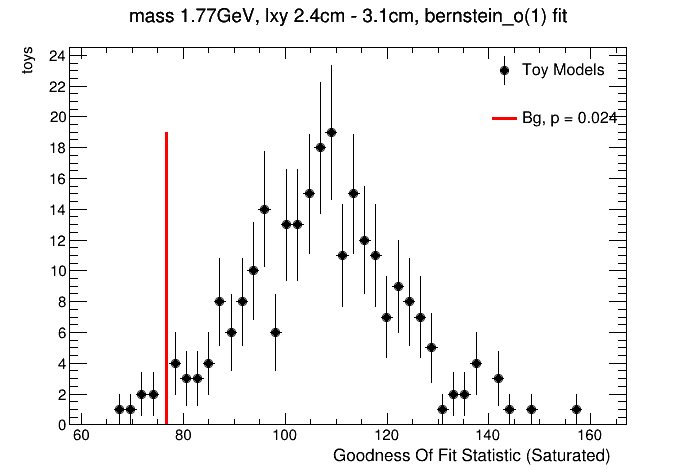 mass 1.77GeV, lxy 2.4cm - 3.1cm, bernstein_o(1) fit
toys
24
22
20
18
16
14
12
10
8
6
4
2
0
Toy Models
Bg, p = 0.024
60 80 100 120 140 160
Goodness Of Fit Statistic (Saturated)